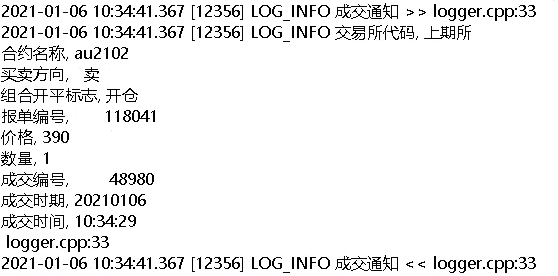 2021-01-06 10:34:41.367 [12356] LOG_INFO 成交通知 >> logger.cpp:33
2021-01-06 10:34:41.367 [12356] LOG_INFO 交易所代码, 上期所
合约名称, au2102
买卖方向, 卖
组合开平标志, 开仓
报单编号, 118041
价格, 390
数量, 1
成交编号, 48980
成交时期, 20210106
成交时间, 10:34:29
logger.cpp:33
2021-01-06 10:34:41.367 [12356] LOG_INFO 成交通知 << logger.cpp:33